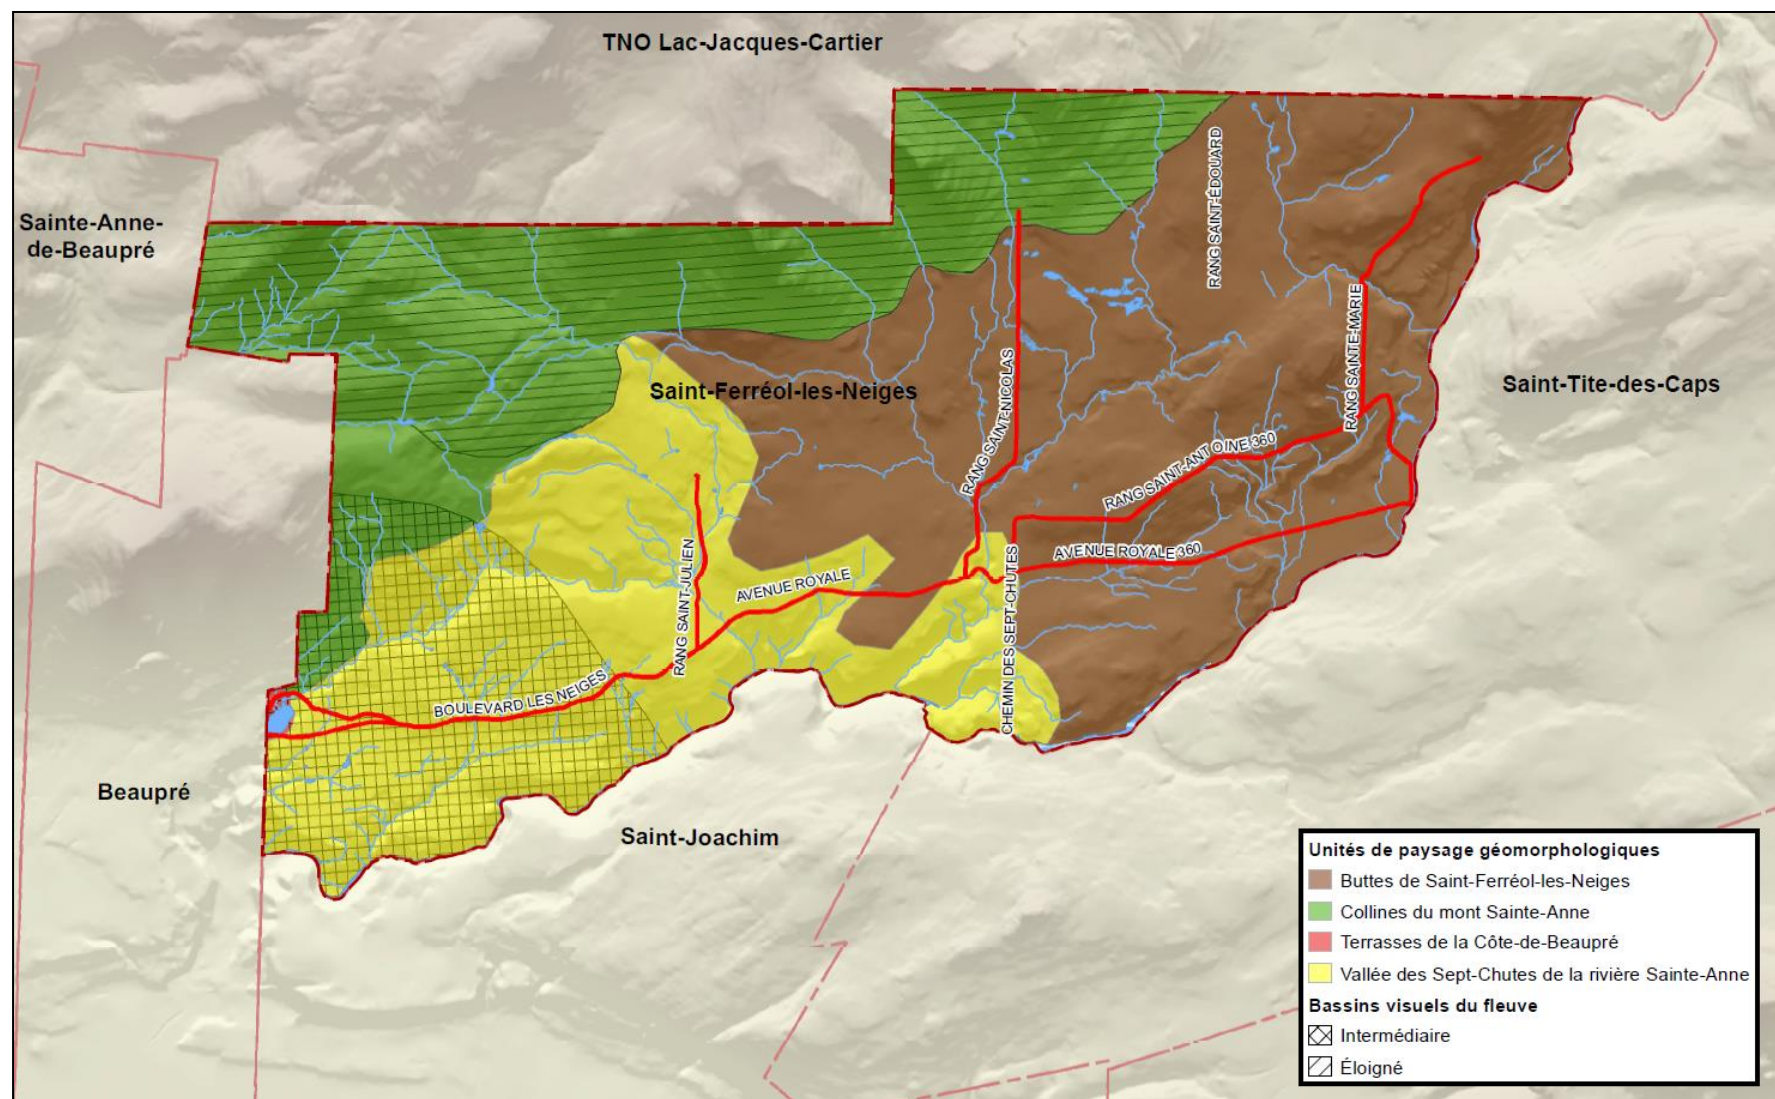 TNO Lac-Jacques-Cartier
Sainte-Anne-
de-Beaupré
RANG SAINT-ÉDOUARD
RANG SAINTE-MARIE
Saint-Ferréol-les-Neiges
Saint-Tite-des-Caps
RANG SAINT-NICOLAS
RANG SAINT-ANTOINE 360
AVENUE ROYALE 360
RANG SAINT-JULIEN
AVENUE ROYALE
CHEMIN DES SEPT-CHUTES
BOULEVARD LES NEIGES
Beaupré
Saint-Joachim
Unités de paysage géomorphologiques
Buttes de Saint-Ferréol-les-Neiges
Collines du mont Sainte-Anne
Terrasses de la Côte-de-Beaupré
Vallée des Sept-Chutes de la rivière Sainte-Anne
Bassins visuels du fleuve
Intermédiaire
Éloigné